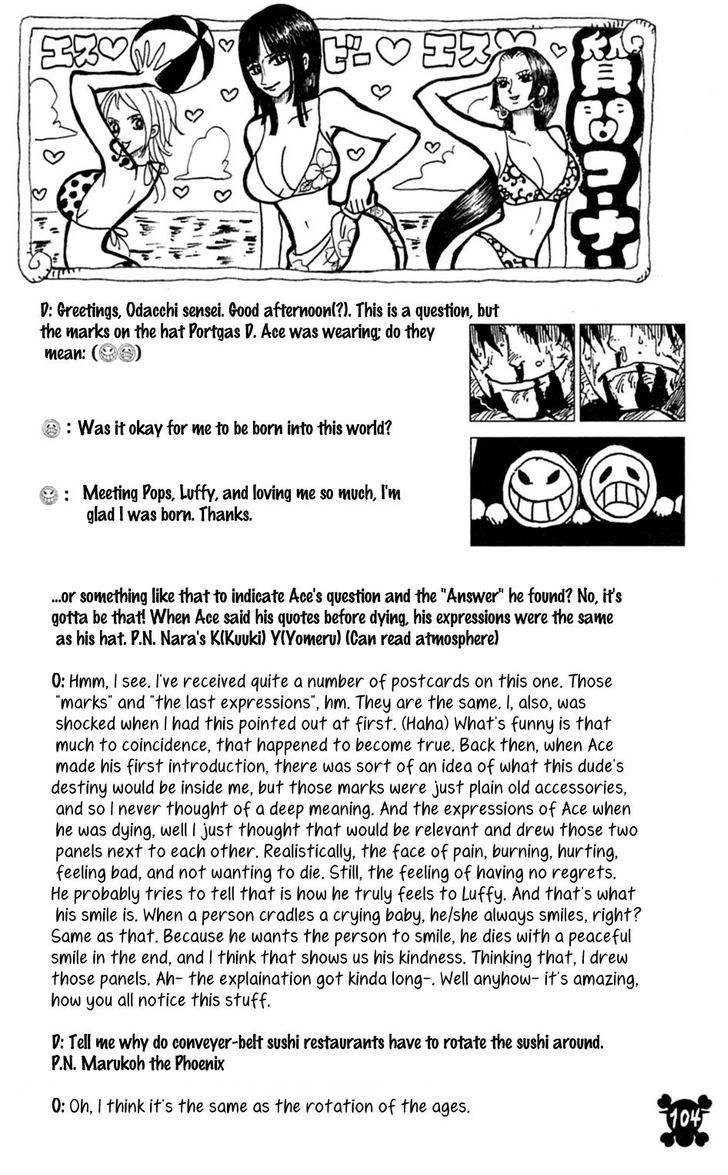 エス♡ ビー♡ エス♡
質問コーナー
D: Greetings, Odacchi sensei. Good afternoon(?). This is a question, but
the marks on the hat Portgas D. Ace was wearing; do they
mean: ( )
: Was it okay for me to be born into this world?
: Meeting Pops, Luffy, and loving me so much, I'm
glad I was born. Thanks.
...or something like that to indicate Ace's question and the "Answer" he found? No, it's
gotta be that! When Ace said his quotes before dying, his expressions were the same
as his hat. P.N. Nara's K(Kuuki) Y(Yomeru) (Can read atmosphere)
O: Hmm, I see. I've received quite a number of postcards on this one. Those
"marks" and "the last expressions", hm. They are the same. I, also, was
shocked when I had this pointed out at first. (Haha) What's funny is that
much to coincidence, that happened to become true. Back then, when Ace
made his first introduction, there was sort of an idea of what this dude's
destiny would be inside me, but those marks were just plain old accessories,
and so I never thought of a deep meaning. And the expressions of Ace when
he was dying, well I just thought that would be relevant and drew those two
panels next to each other. Realistically, the face of pain, burning, hurting,
feeling bad, and not wanting to die. Still, the feeling of having no regrets.
He probably tries to tell that is how he truly feels to Luffy. And that's what
his smile is. When a person cradles a crying baby, he/she always smiles, right?
Same as that. Because he wants the person to smile, he dies with a peaceful
smile in the end, and I think that shows us his kindness. Thinking that, I drew
those panels. Ah- the explaination got kinda long-. Well anyhow- it's amazing,
how you all notice this stuff.
D: Tell me why do conveyer-belt sushi restaurants have to rotate the sushi around.
P.N. Marukoh the Phoenix
O: Oh, I think it's the same as the rotation of the ages.
104